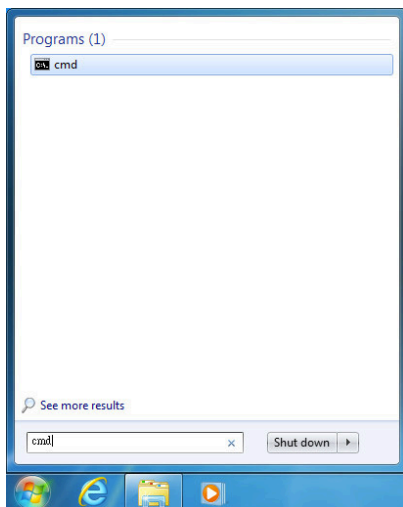 Programs (1)
C:\.
cmd
See more results
cmd
Shut down